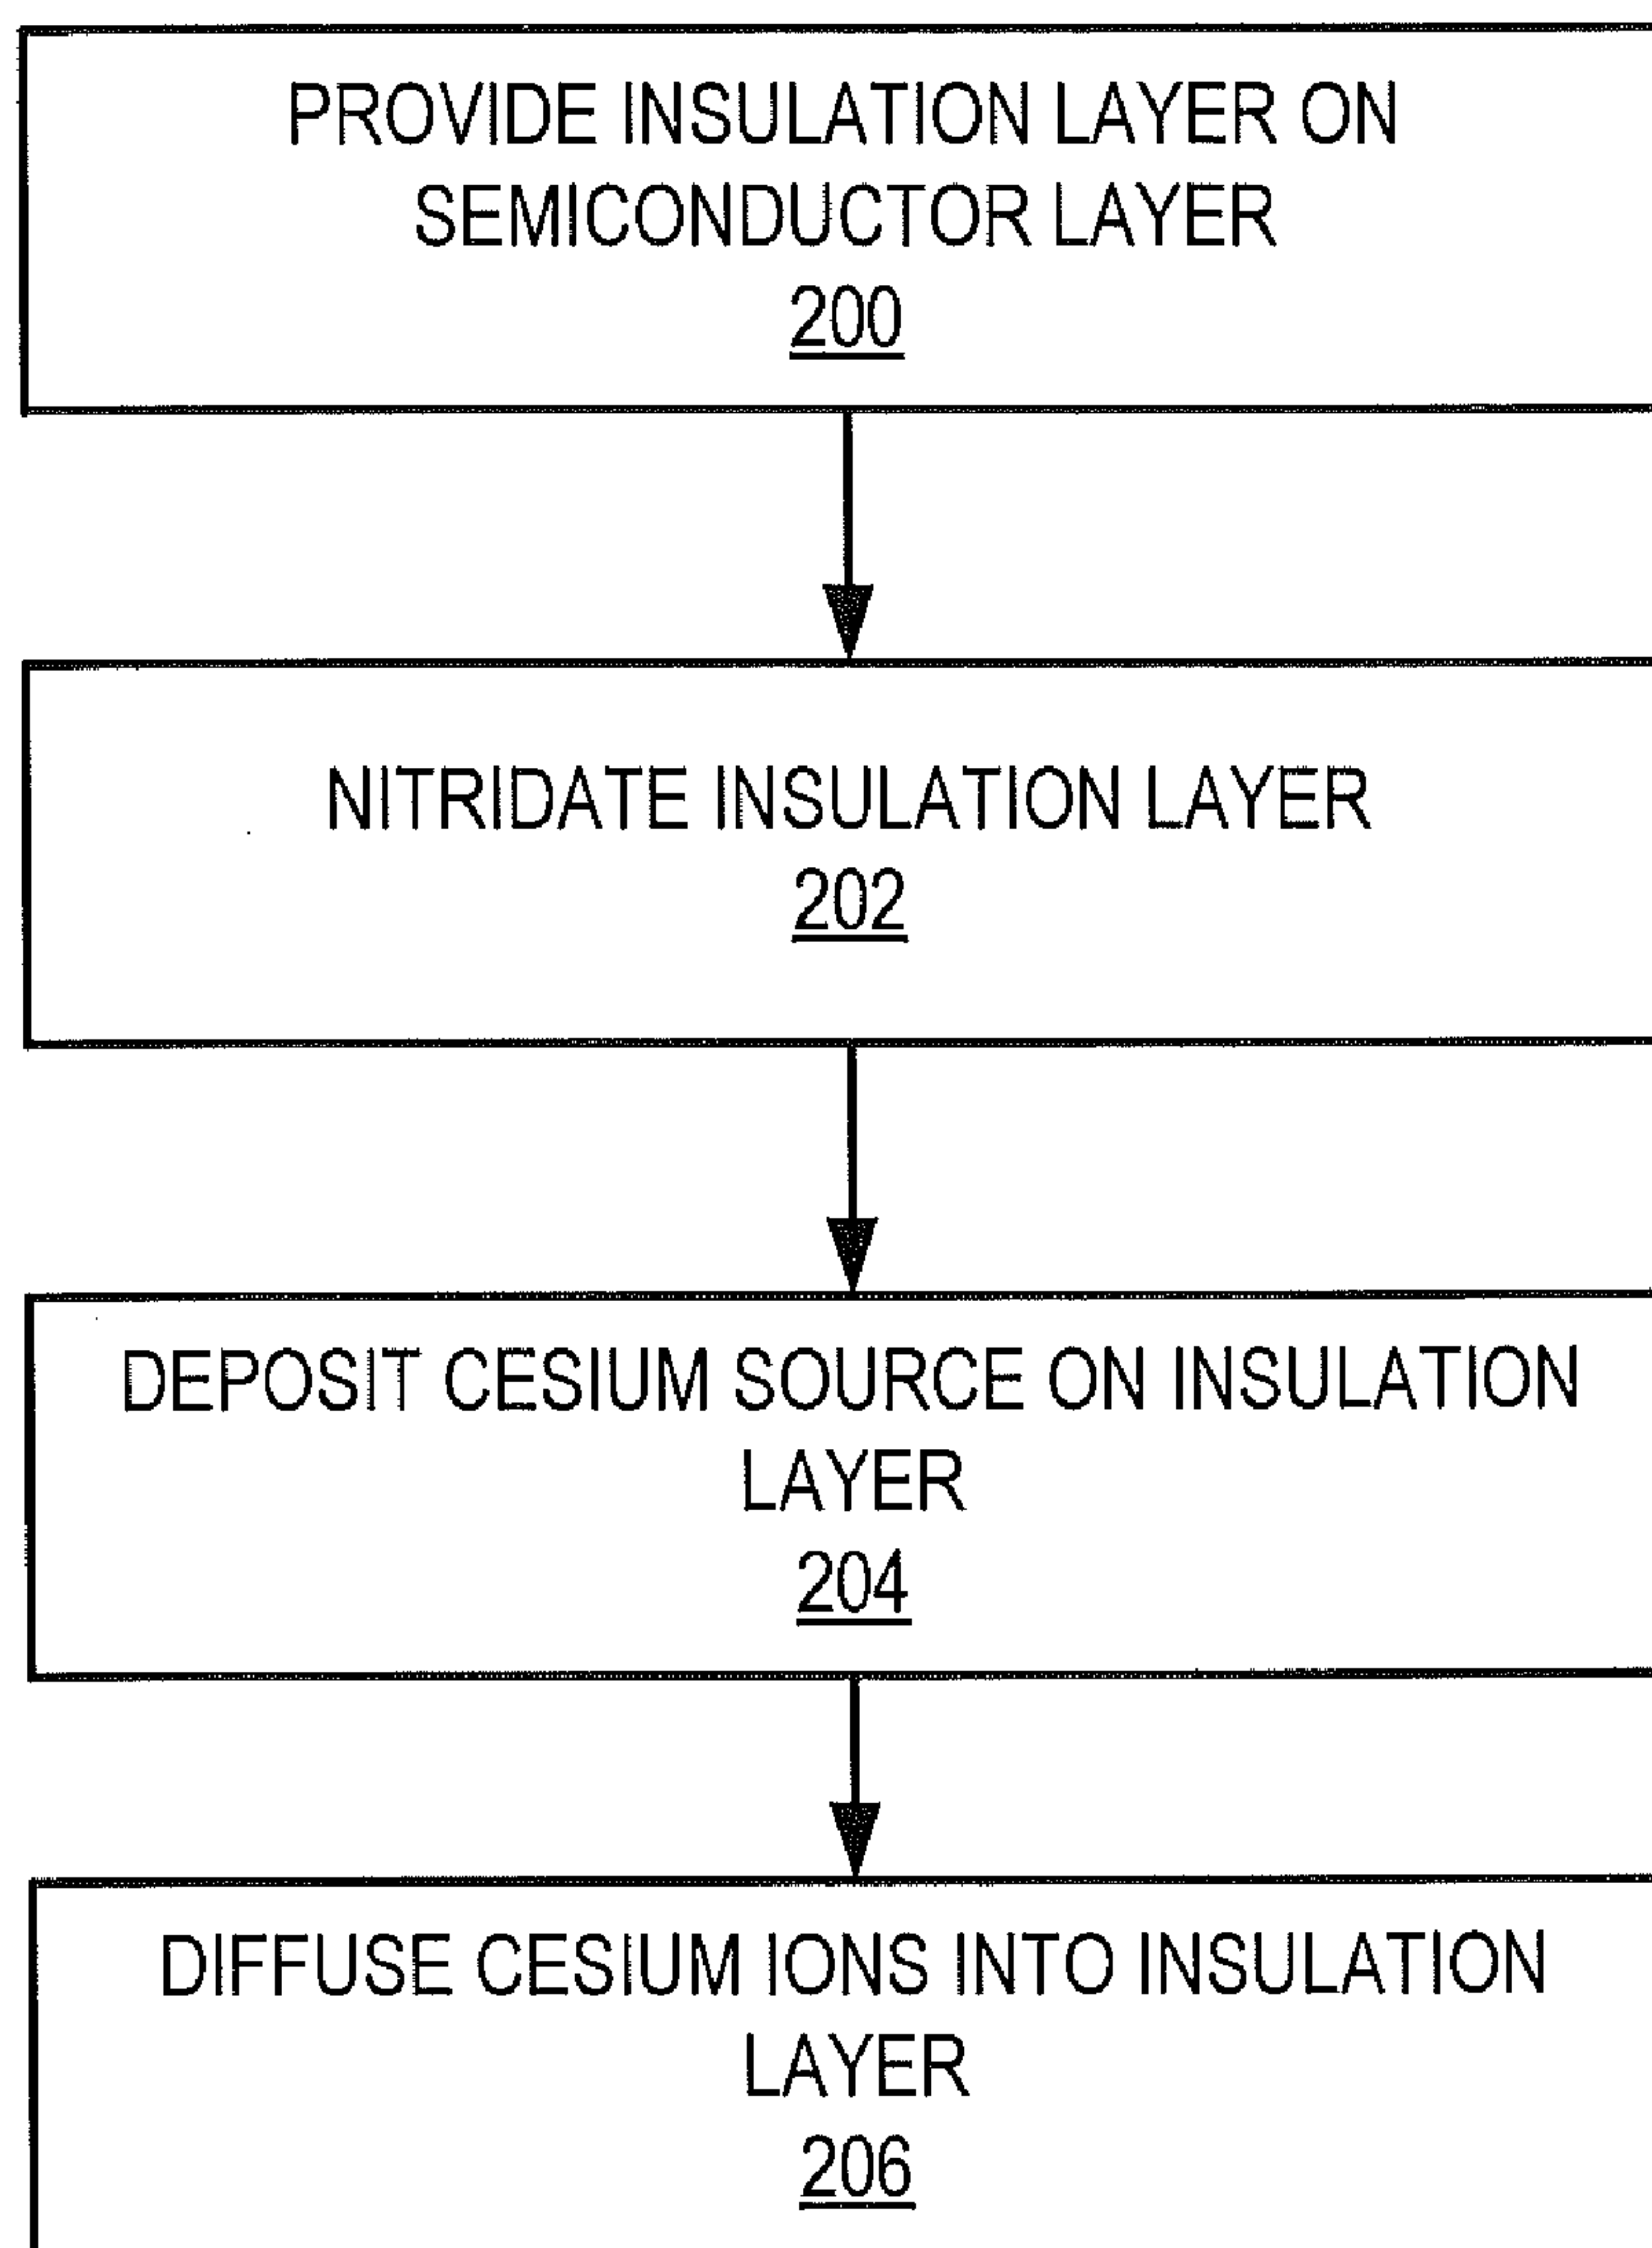 PROVIDE INSULATION LAYER ON
SEMICONDUCTOR LAYER
200
NITRIDATE INSULATION LAYER
202
DEPOSIT CESIUM SOURCE ON INSULATION
LAYER
204
DIFFUSE CESIUM IONS INTO INSULATION
LAYER
206